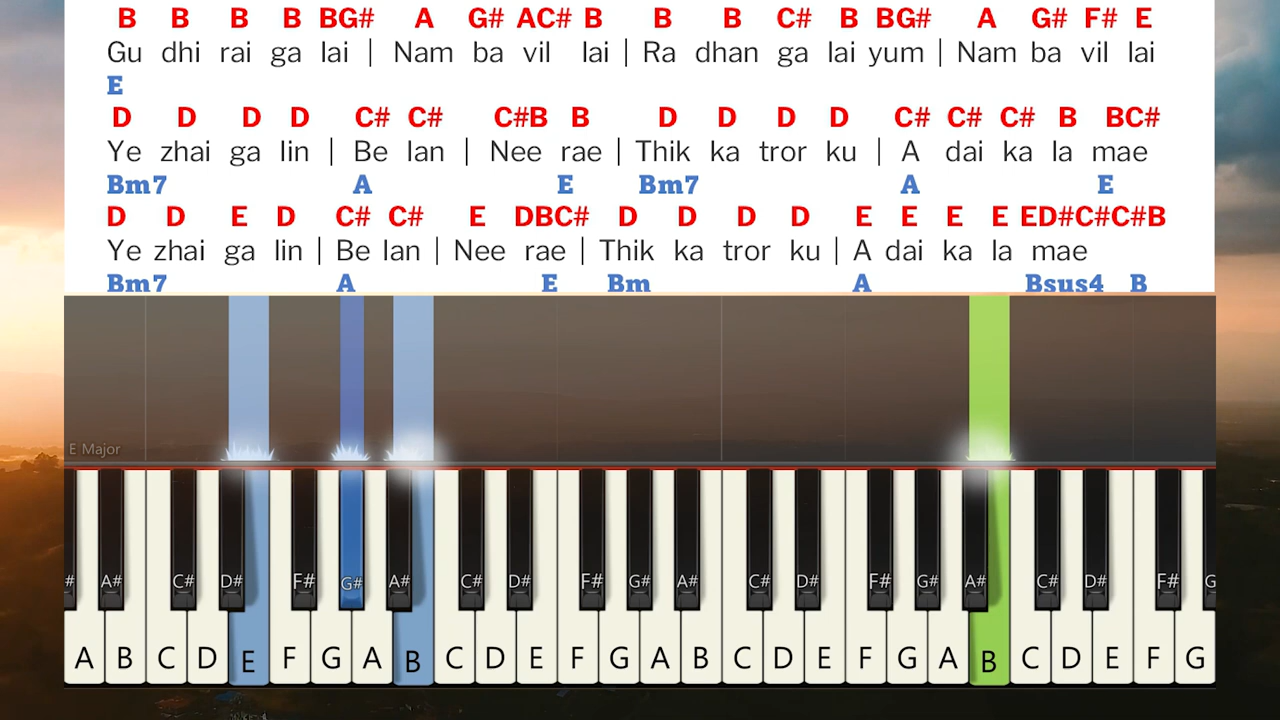 B B B B BG# A G# AC# B B B C# B BG# A G# F# E
Gu dhi rai ga lai | Nam ba vil lai | Ra dhan ga lai yum | Nam ba vil lai
E
D D D D C# C# C#B B D D D D C# C# C# B BC#
Ye zhai ga lin | Be lan | Nee rae | Thik ka tror ku | A dai ka la mae
Bm7 A E Bm7 A E
D D E D C# C# E DBC# D D D D E E E E ED#C#C#B
Ye zhai ga lin | Be lan | Nee rae | Thik ka tror ku | A dai ka la mae
Bm7 A E Bm A Bsus4 B
E Major
# A# C# D# F# G# A# C# D# F# G# A# C# D# F# G# A# C# D# F# G
A B C D E F G A B C D E F G A B C D E F G A B C D E F G